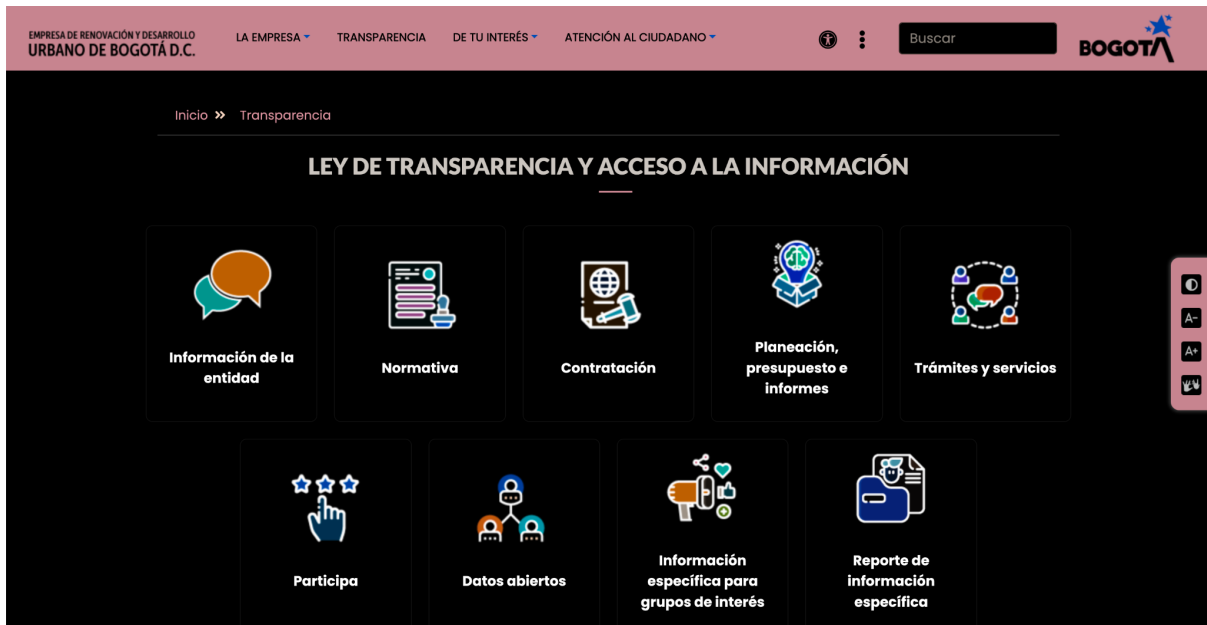 EMPRESA DE RENOVACIÓN Y DESARROLLO
URBANO DE BOGOTÁ D.C.
LA EMPRESA
TRANSPARENCIA
DE TU INTERÉS
ATENCIÓN AL CIUDADANO
Buscar
BOGOTÁ
Inicio » Transparencia
LEY DE TRANSPARENCIA Y ACCESO A LA INFORMACIÓN
Información de la
entidad
Normativa
Contratación
Planeación,
presupuesto e
informes
Trámites y servicios
A-
A+
Participa
Datos abiertos
Información
específica para
grupos de interés
Reporte de
información
específica